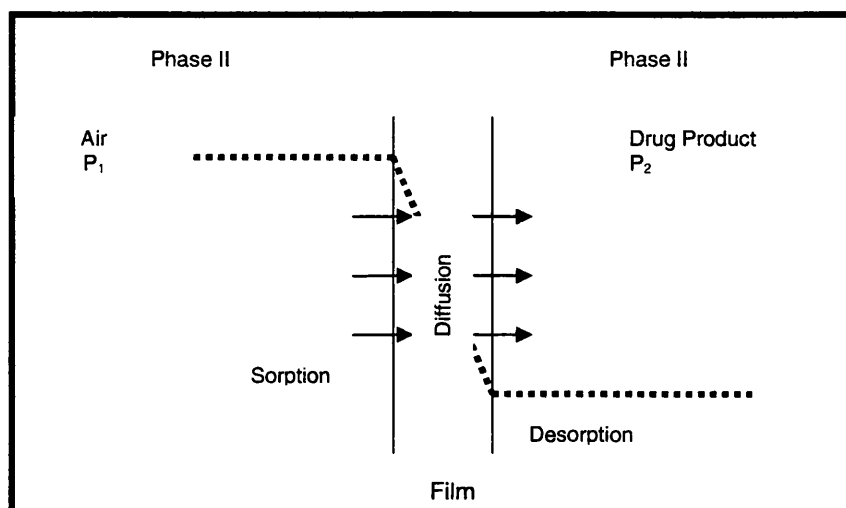 Phase II
Phase II
Air
P₁
Drug Product
P₂
Diffusion
Sorption
Desorption
Film